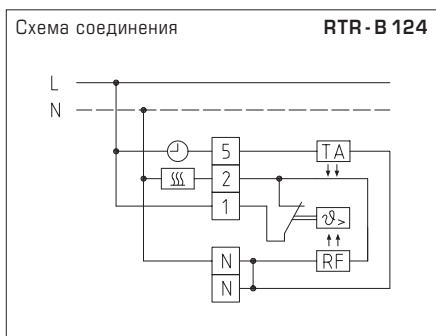 Схема соединения RTR-B 124
L
N
5 TA
2
1 ϑ>
N RF
N